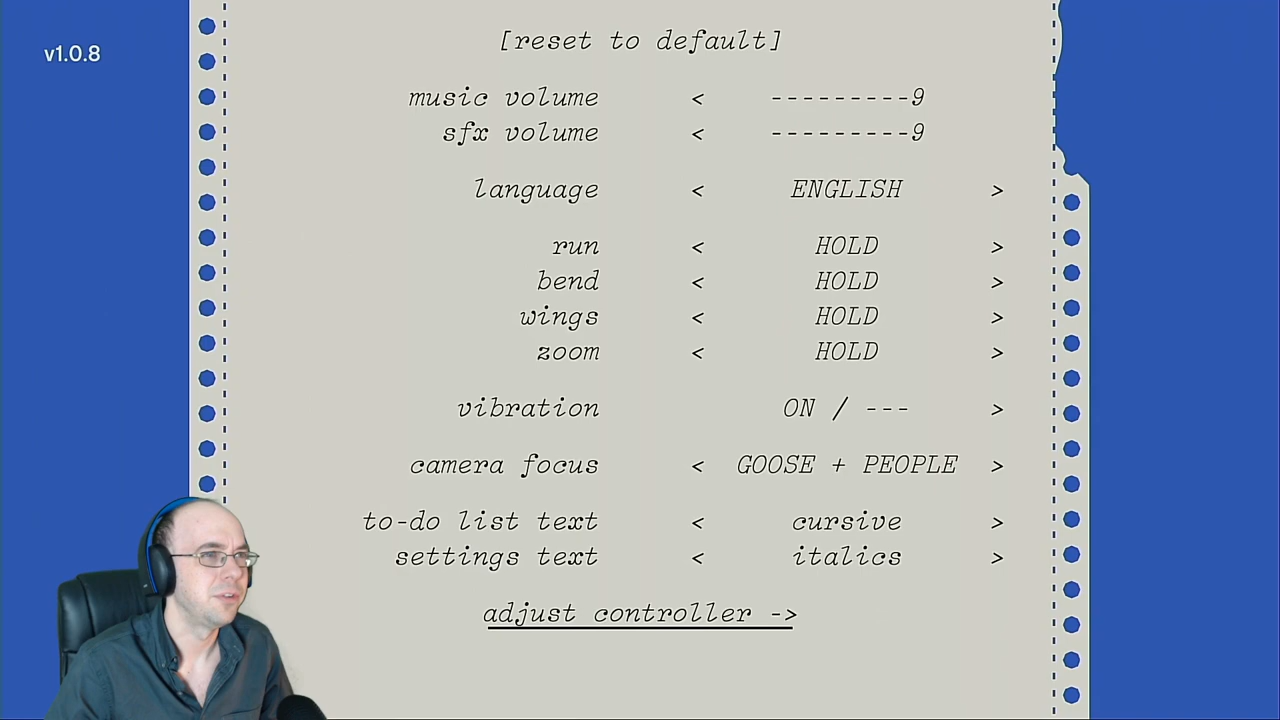 v1.0.8
[reset to default]
music volume < ---------9
sfx volume < ---------9
language < ENGLISH >
run < HOLD >
bend < HOLD >
wings < HOLD >
zoom < HOLD >
vibration ON / --- >
camera focus < GOOSE + PEOPLE >
to-do list text < cursive >
settings text < italics >
adjust controller ->